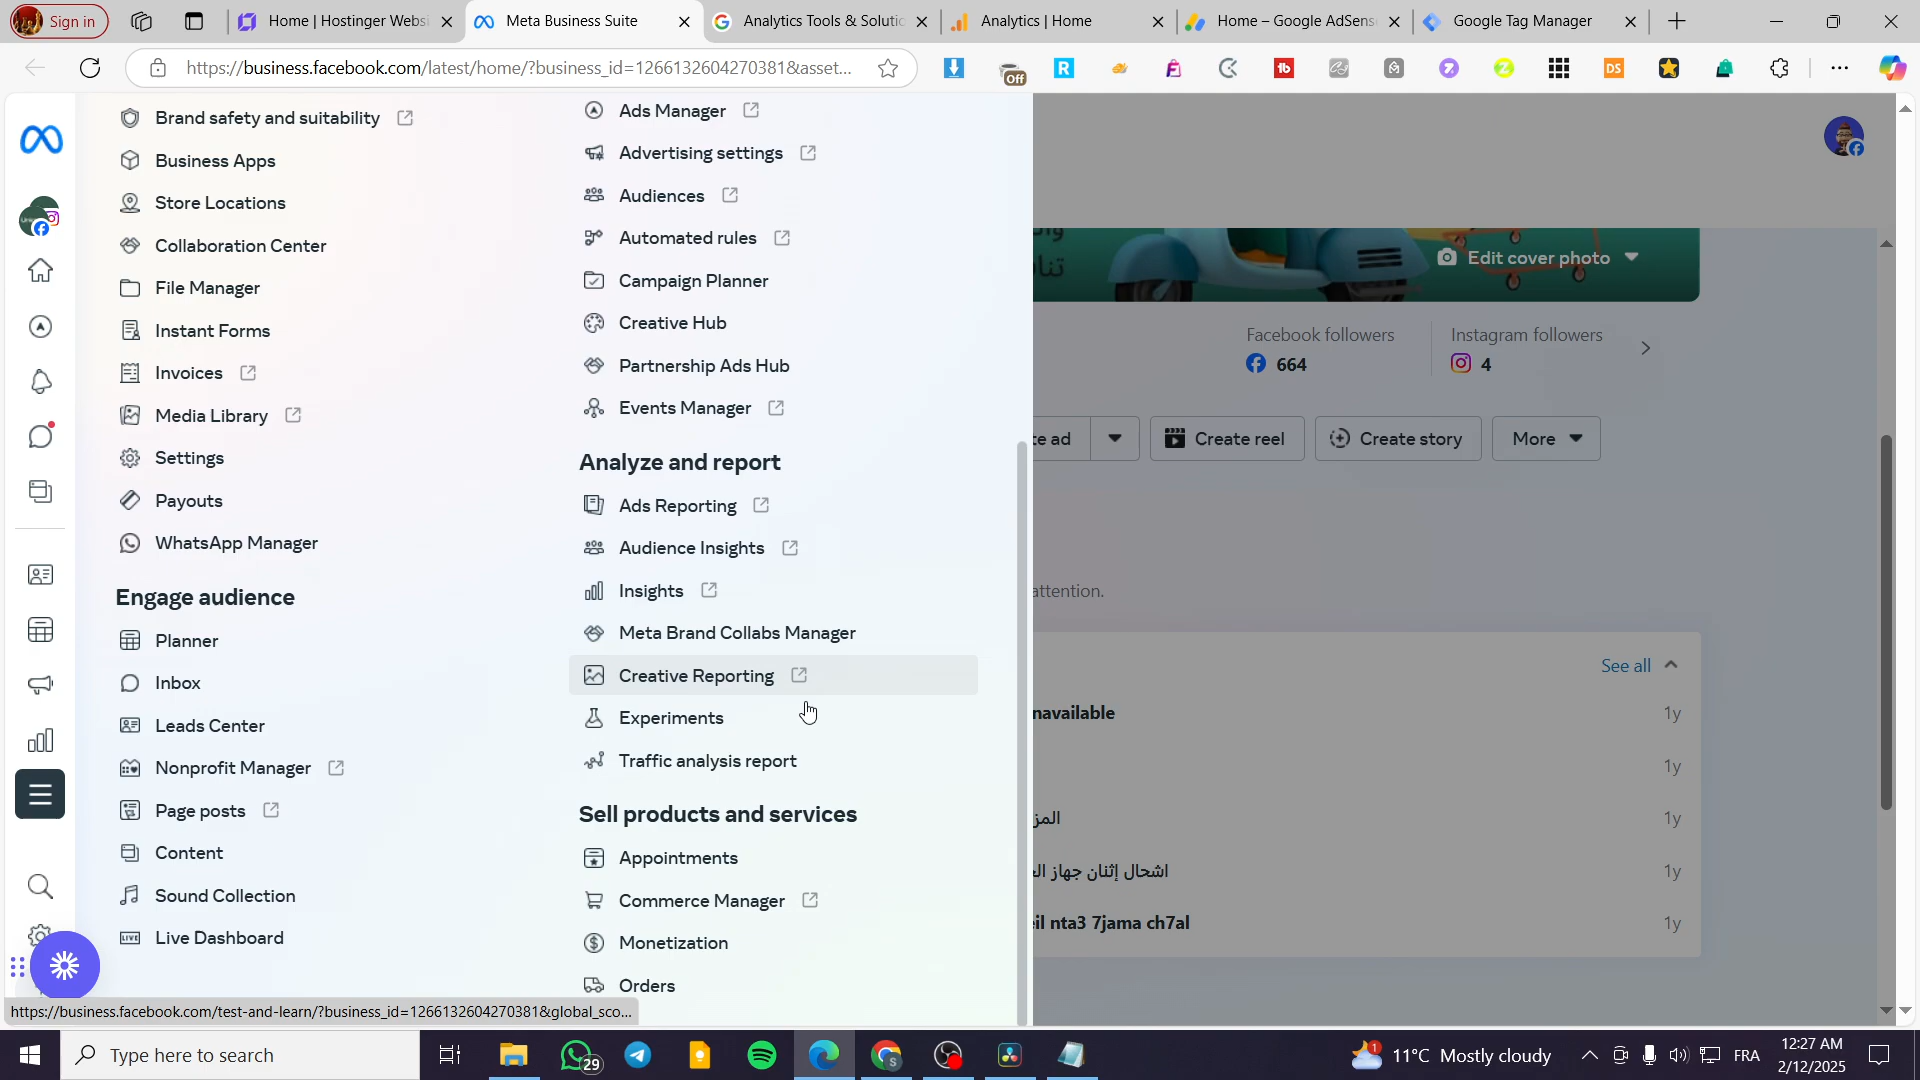 Sign in
Home | Hostinger Websi
Meta Business Suite
Analytics Tools & Solutio
Analytics | Home
Home – Google AdSens
Google Tag Manager
https://business.facebook.com/latest/home/?business_id=1266132604270381&asset...
Off
Brand safety and suitability
Business Apps
Store Locations
Collaboration Center
File Manager
Instant Forms
Invoices
Media Library
Settings
Payouts
WhatsApp Manager
Engage audience
Planner
Inbox
Leads Center
Nonprofit Manager
Page posts
Content
Sound Collection
LIVE
Live Dashboard
Ads Manager
Advertising settings
Audiences
Automated rules
Campaign Planner
Creative Hub
Partnership Ads Hub
Events Manager
Analyze and report
Ads Reporting
Audience Insights
Insights
Meta Brand Collabs Manager
Creative Reporting
Experiments
Traffic analysis report
Sell products and services
Appointments
Commerce Manager
Monetization
Orders
Edit cover photo
Facebook followers
664
Instagram followers
4
te ad
Create reel
Create story
More
attention.
See all
navailable
1y
1y
المز
1y
اشحال إثنان جهاز ال
1y
il nta3 7jama ch7al
1y
https://business.facebook.com/test-and-learn/?business_id=1266132604270381&global_sco...
Type here to search
29
1
11°C Mostly cloudy
FRA
12:27 AM
2/12/2025